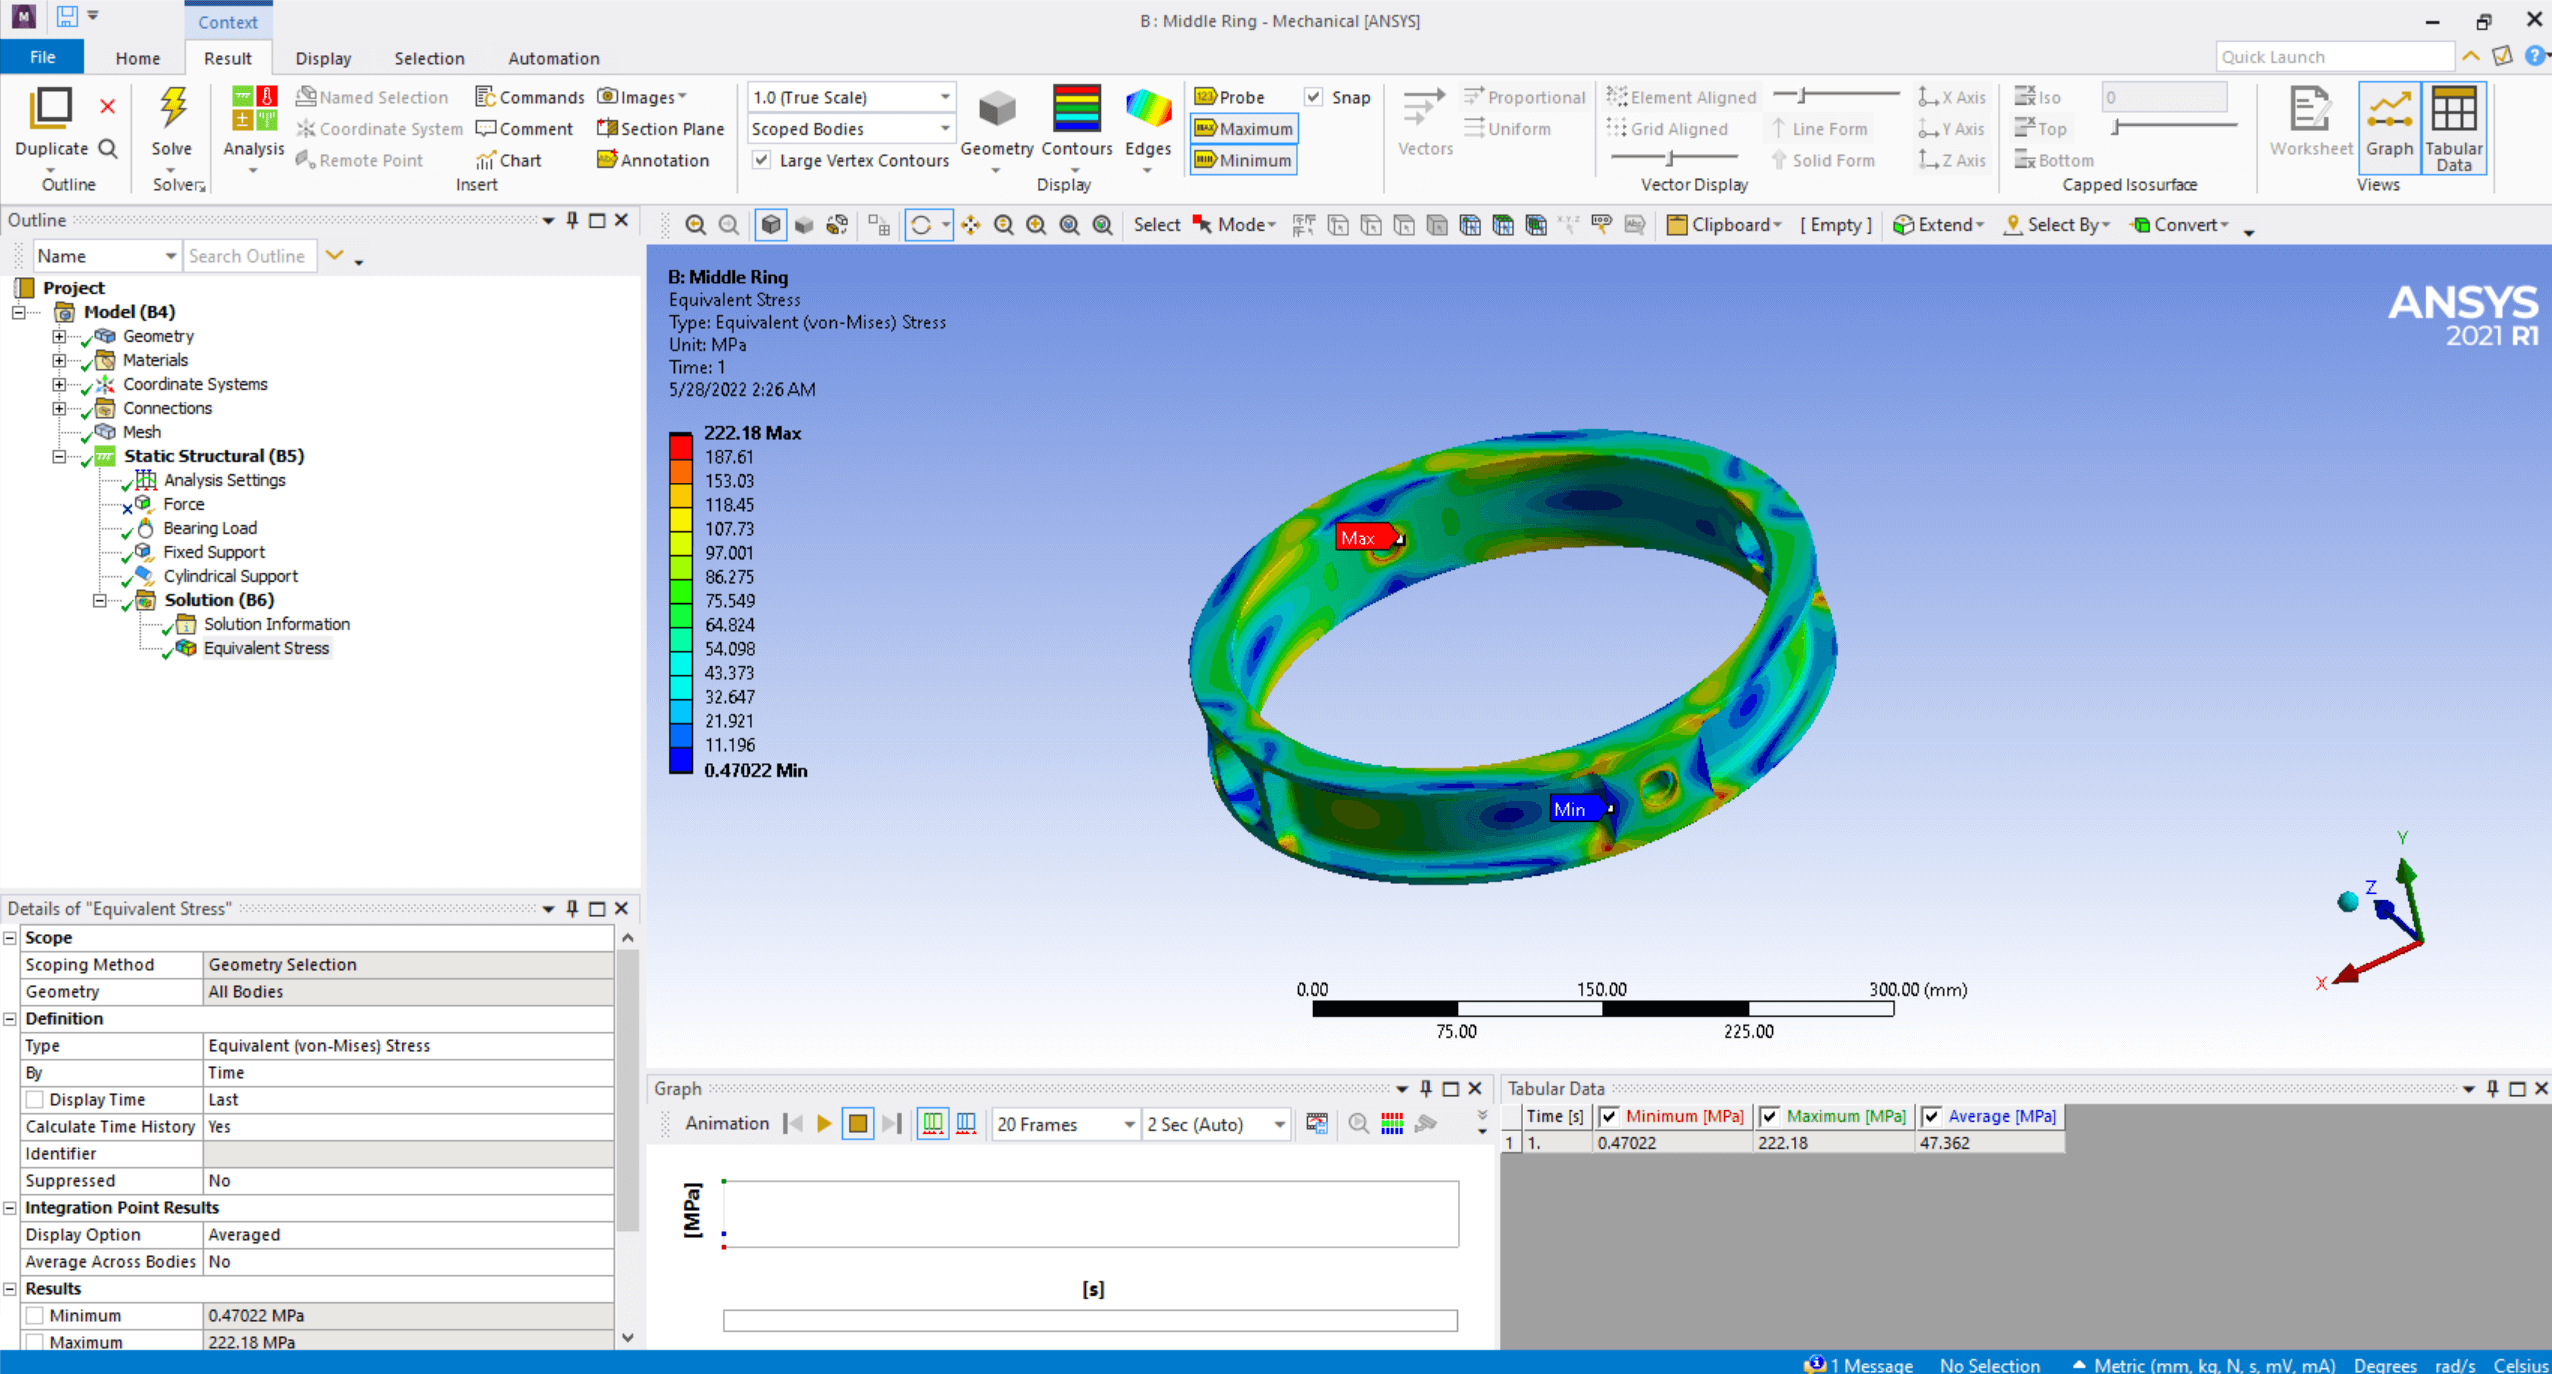 Context
B : Middle Ring - Mechanical [ANSYS]
File Home Result Display Selection Automation
Quick Launch
Duplicate
Outline
Solve
Solver
Analysis
Named Selection
Coordinate System
Remote Point
Commands
Comment
Chart
Images
Section Plane
Annotation
Insert
1.0 (True Scale)
Scoped Bodies
Large Vertex Contours
Geometry
Contours
Edges
Display
Probe
Maximum
Minimum
Snap
Vectors
Proportional
Uniform
Element Aligned
Grid Aligned
Line Form
Solid Form
X Axis
Y Axis
Z Axis
Vector Display
Iso
Top
Bottom
0
Capped Isosurface
Worksheet
Graph
Tabular
Data
Views
Outline
Name Search Outline
Select Mode Clipboard [ Empty ] Extend Select By Convert
Project
Model (B4)
Geometry
Materials
Coordinate Systems
Connections
Mesh
Static Structural (B5)
Analysis Settings
Force
Bearing Load
Fixed Support
Cylindrical Support
Solution (B6)
Solution Information
Equivalent Stress
B: Middle Ring
Equivalent Stress
Type: Equivalent (von-Mises) Stress
Unit: MPa
Time: 1
5/28/2022 2:26 AM
222.18 Max
187.61
153.03
118.45
107.73
97.001
86.275
75.549
64.824
54.098
43.373
32.647
21.921
11.196
0.47022 Min
ANSYS
2021 R1
Max
Min
Y
Z
X
0.00 150.00 300.00 (mm)
75.00 225.00
Details of "Equivalent Stress"
Scope
Scoping Method Geometry Selection
Geometry All Bodies
Definition
Type Equivalent (von-Mises) Stress
By Time
Display Time Last
Calculate Time History Yes
Identifier
Suppressed No
Integration Point Results
Display Option Averaged
Average Across Bodies No
Results
Minimum 0.47022 MPa
Maximum 222.18 MPa
Graph
Animation 20 Frames 2 Sec (Auto)
[MPa]
[s]
Tabular Data
Time [s] Minimum [MPa] Maximum [MPa] Average [MPa]
1 1. 0.47022 222.18 47.362
1 Message No Selection Metric (mm, kg, N, s, mV, mA) Degrees rad/s Celsius